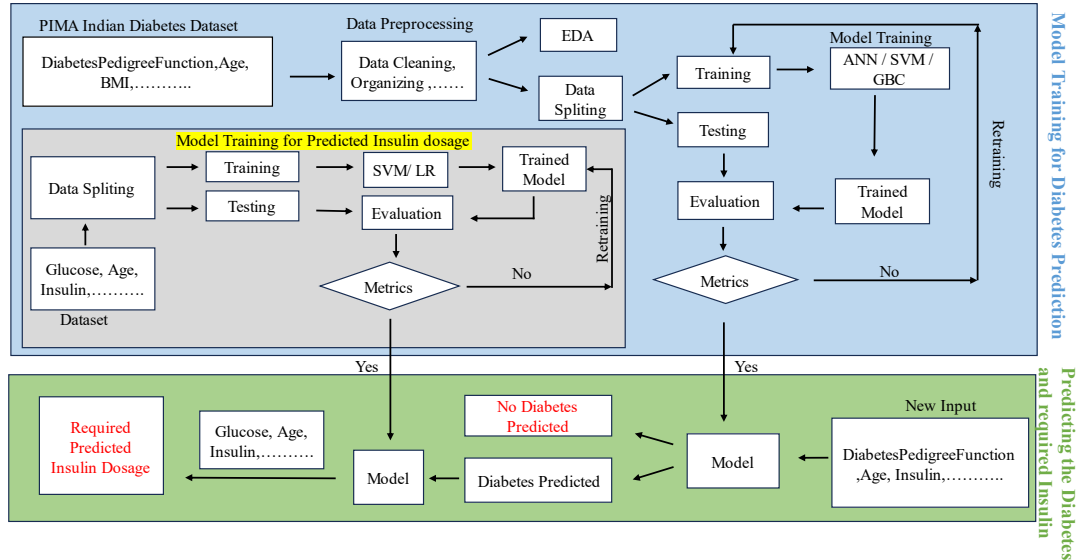 PIMA Indian Diabetes Dataset
DiabetesPedigreeFunction,Age,
BMI,………..
Data Preprocessing
Data Cleaning,
Organizing ,……
EDA
Data
Spliting
Training
Testing
Model Training
ANN / SVM /
GBC
Trained
Model
Evaluation
Metrics
No
Retraining
Yes
Model Training for Diabetes Prediction
Model Training for Predicted Insulin dosage
Data Spliting
Training
Testing
SVM/ LR
Trained
Model
Evaluation
Retraining
Glucose, Age,
Insulin,……….
Dataset
Metrics
No
Yes
Required
Predicted
Insulin Dosage
Glucose, Age,
Insulin,……….
Model
No Diabetes
Predicted
Diabetes Predicted
Model
New Input
DiabetesPedigreeFunction
,Age, Insulin,………..
Predicting the Diabetes
and required Insulin